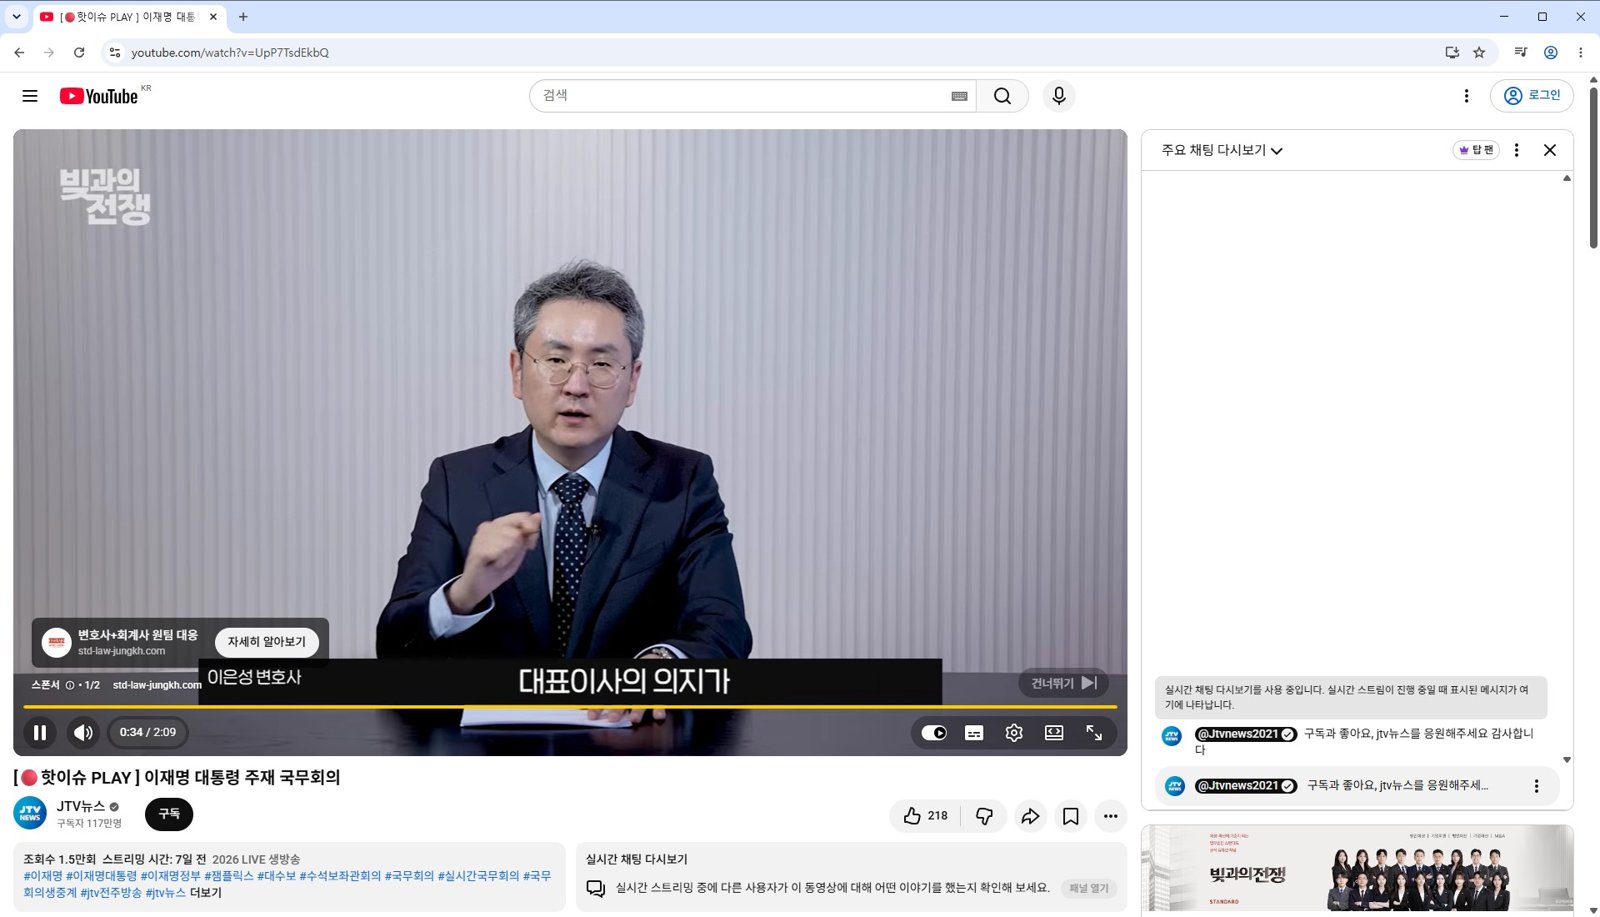 [🔴핫이슈 PLAY ] 이재명 대통
youtube.com/watch?v=UpP7TsdEkbQ
YouTube KR
검색
로그인
빛과의
전쟁
변호사+회계사 원팀 대응
std-law-jungkh.com
자세히 알아보기
스폰서 • 1/2 std-law-jungkh.com
이은성 변호사
대표이사의 의지가
건너뛰기
0:34 / 2:09
[🔴핫이슈 PLAY ] 이재명 대통령 주재 국무회의
JTV NEWS
JTV뉴스
구독자 117만명
구독
218
조회수 1.5만회 스트리밍 시간: 7일 전 2026 LIVE 생방송
#이재명 #이재명대통령 #이재명정부 #잼플릭스 #대수보 #수석보좌관회의 #국무회의 #실시간국무회의 #국무
회의생중계 #jtv전주방송 #jtv뉴스 더보기
실시간 채팅 다시보기
실시간 스트리밍 중에 다른 사용자가 이 동영상에 대해 어떤 이야기를 했는지 확인해 보세요.
패널 열기
주요 채팅 다시보기
탑 팬
실시간 채팅 다시보기를 사용 중입니다. 실시간 스트림이 진행 중일 때 표시된 메시지가 여
기에 나타납니다.
JTV NEWS
@Jtvnews2021 구독과 좋아요, jtv뉴스를 응원해주세요 감사합니
다
JTV NEWS
@Jtvnews2021 구독과 좋아요, jtv뉴스를 응원해주세...
빛과의전쟁
STANDARD